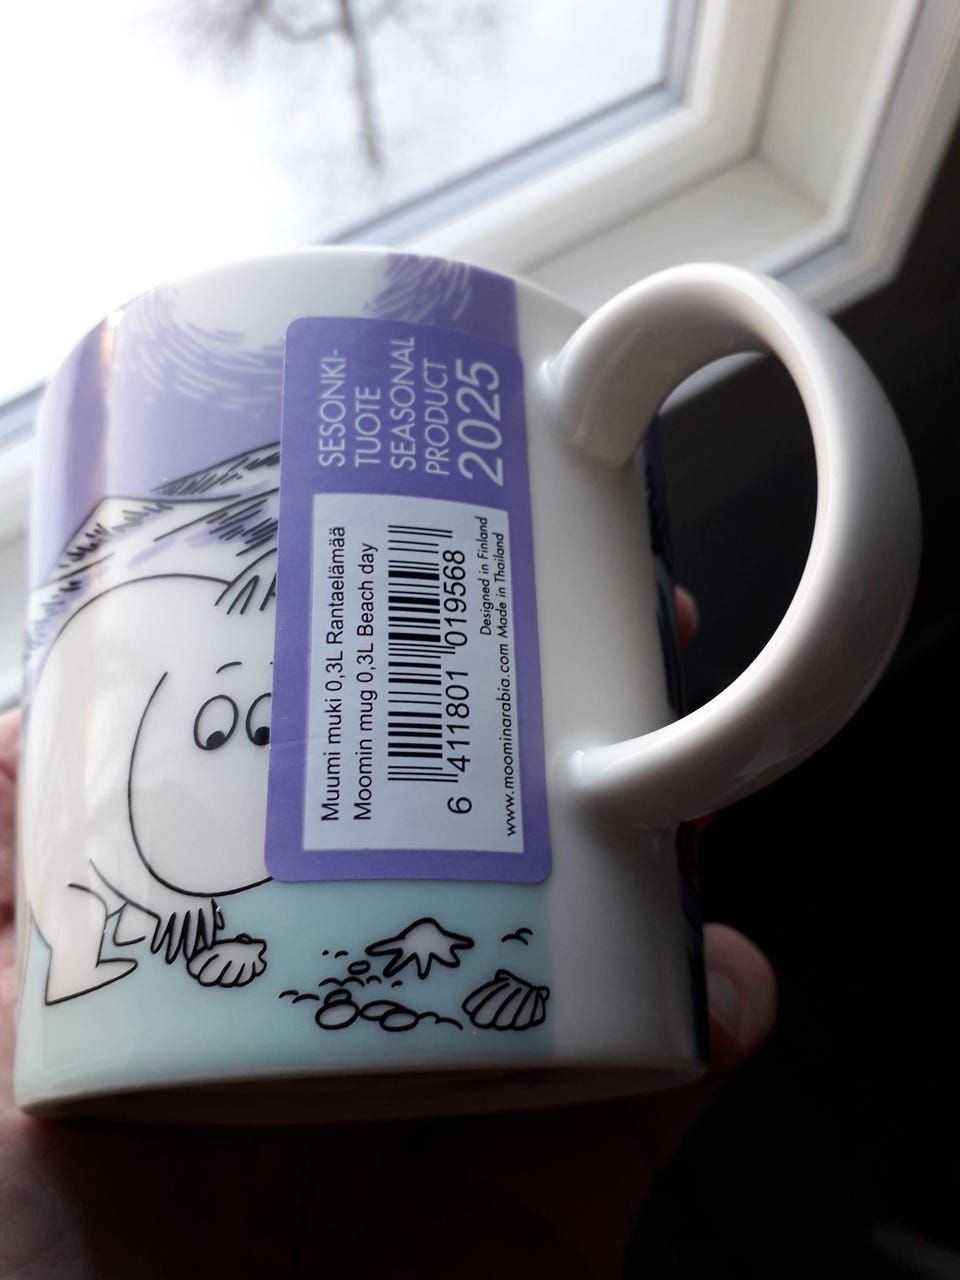 SESONKI-
TUOTE
SEASONAL
PRODUCT
2025
Muumi muki 0,3L Rantaelämää
Moomin mug 0,3L Beach day
6 411801 019568
Designed in Finland
www.moominarabia.com Made in Thailand